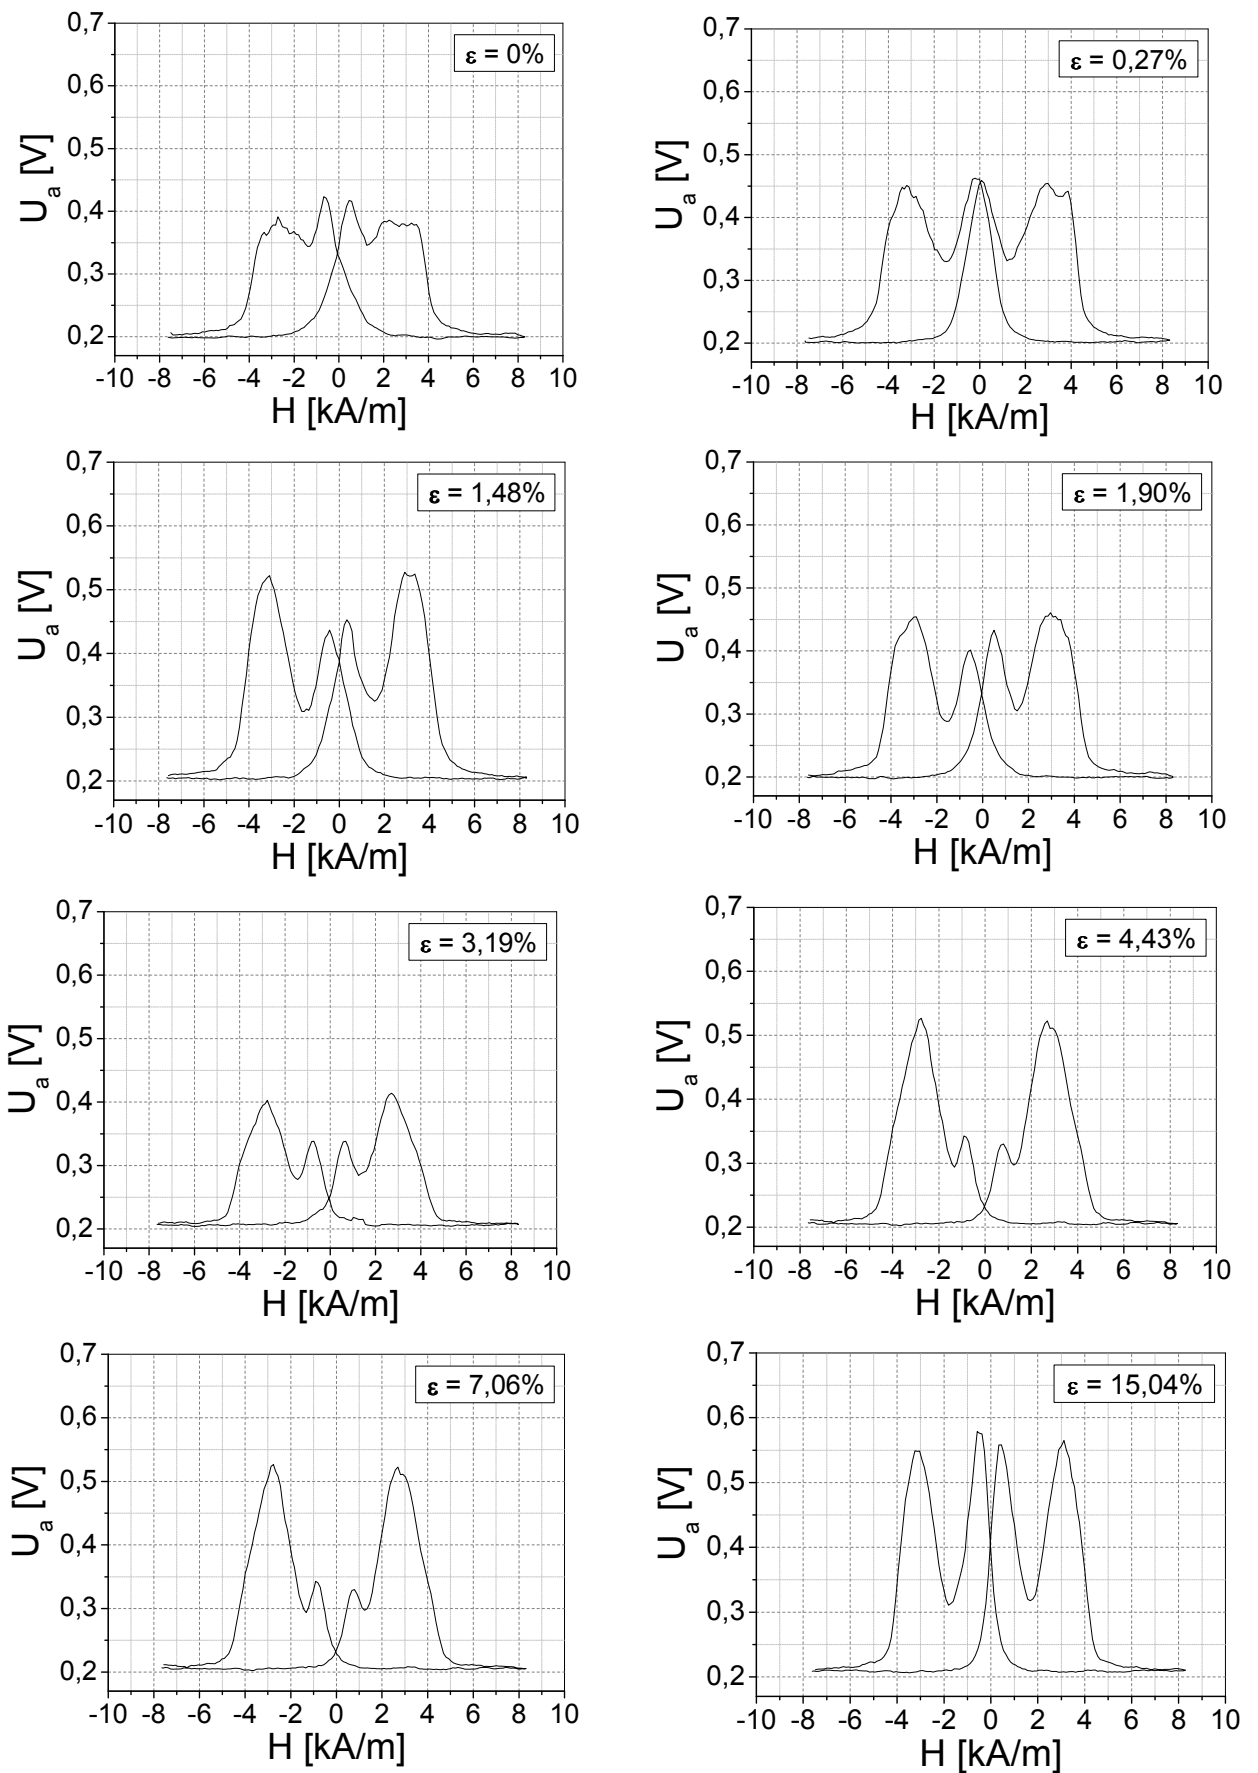 0,7
0,6
0,5
0,4
0,3
0,2
U_a [V]
ε = 0%
-10 -8 -6 -4 -2 0 2 4 6 8 10
H [kA/m]
0,7
0,6
0,5
0,4
0,3
0,2
U_a [V]
ε = 0,27%
-10 -8 -6 -4 -2 0 2 4 6 8 10
H [kA/m]
0,7
0,6
0,5
0,4
0,3
0,2
U_a [V]
ε = 1,48%
-10 -8 -6 -4 -2 0 2 4 6 8 10
H [kA/m]
0,7
0,6
0,5
0,4
0,3
0,2
U_a [V]
ε = 1,90%
-10 -8 -6 -4 -2 0 2 4 6 8 10
H [kA/m]
0,7
0,6
0,5
0,4
0,3
0,2
U_a [V]
ε = 3,19%
-10 -8 -6 -4 -2 0 2 4 6 8 10
H [kA/m]
0,7
0,6
0,5
0,4
0,3
0,2
U_a [V]
ε = 4,43%
-10 -8 -6 -4 -2 0 2 4 6 8 10
H [kA/m]
0,7
0,6
0,5
0,4
0,3
0,2
U_a [V]
ε = 7,06%
-10 -8 -6 -4 -2 0 2 4 6 8 10
H [kA/m]
0,7
0,6
0,5
0,4
0,3
0,2
U_a [V]
ε = 15,04%
-10 -8 -6 -4 -2 0 2 4 6 8 10
H [kA/m]